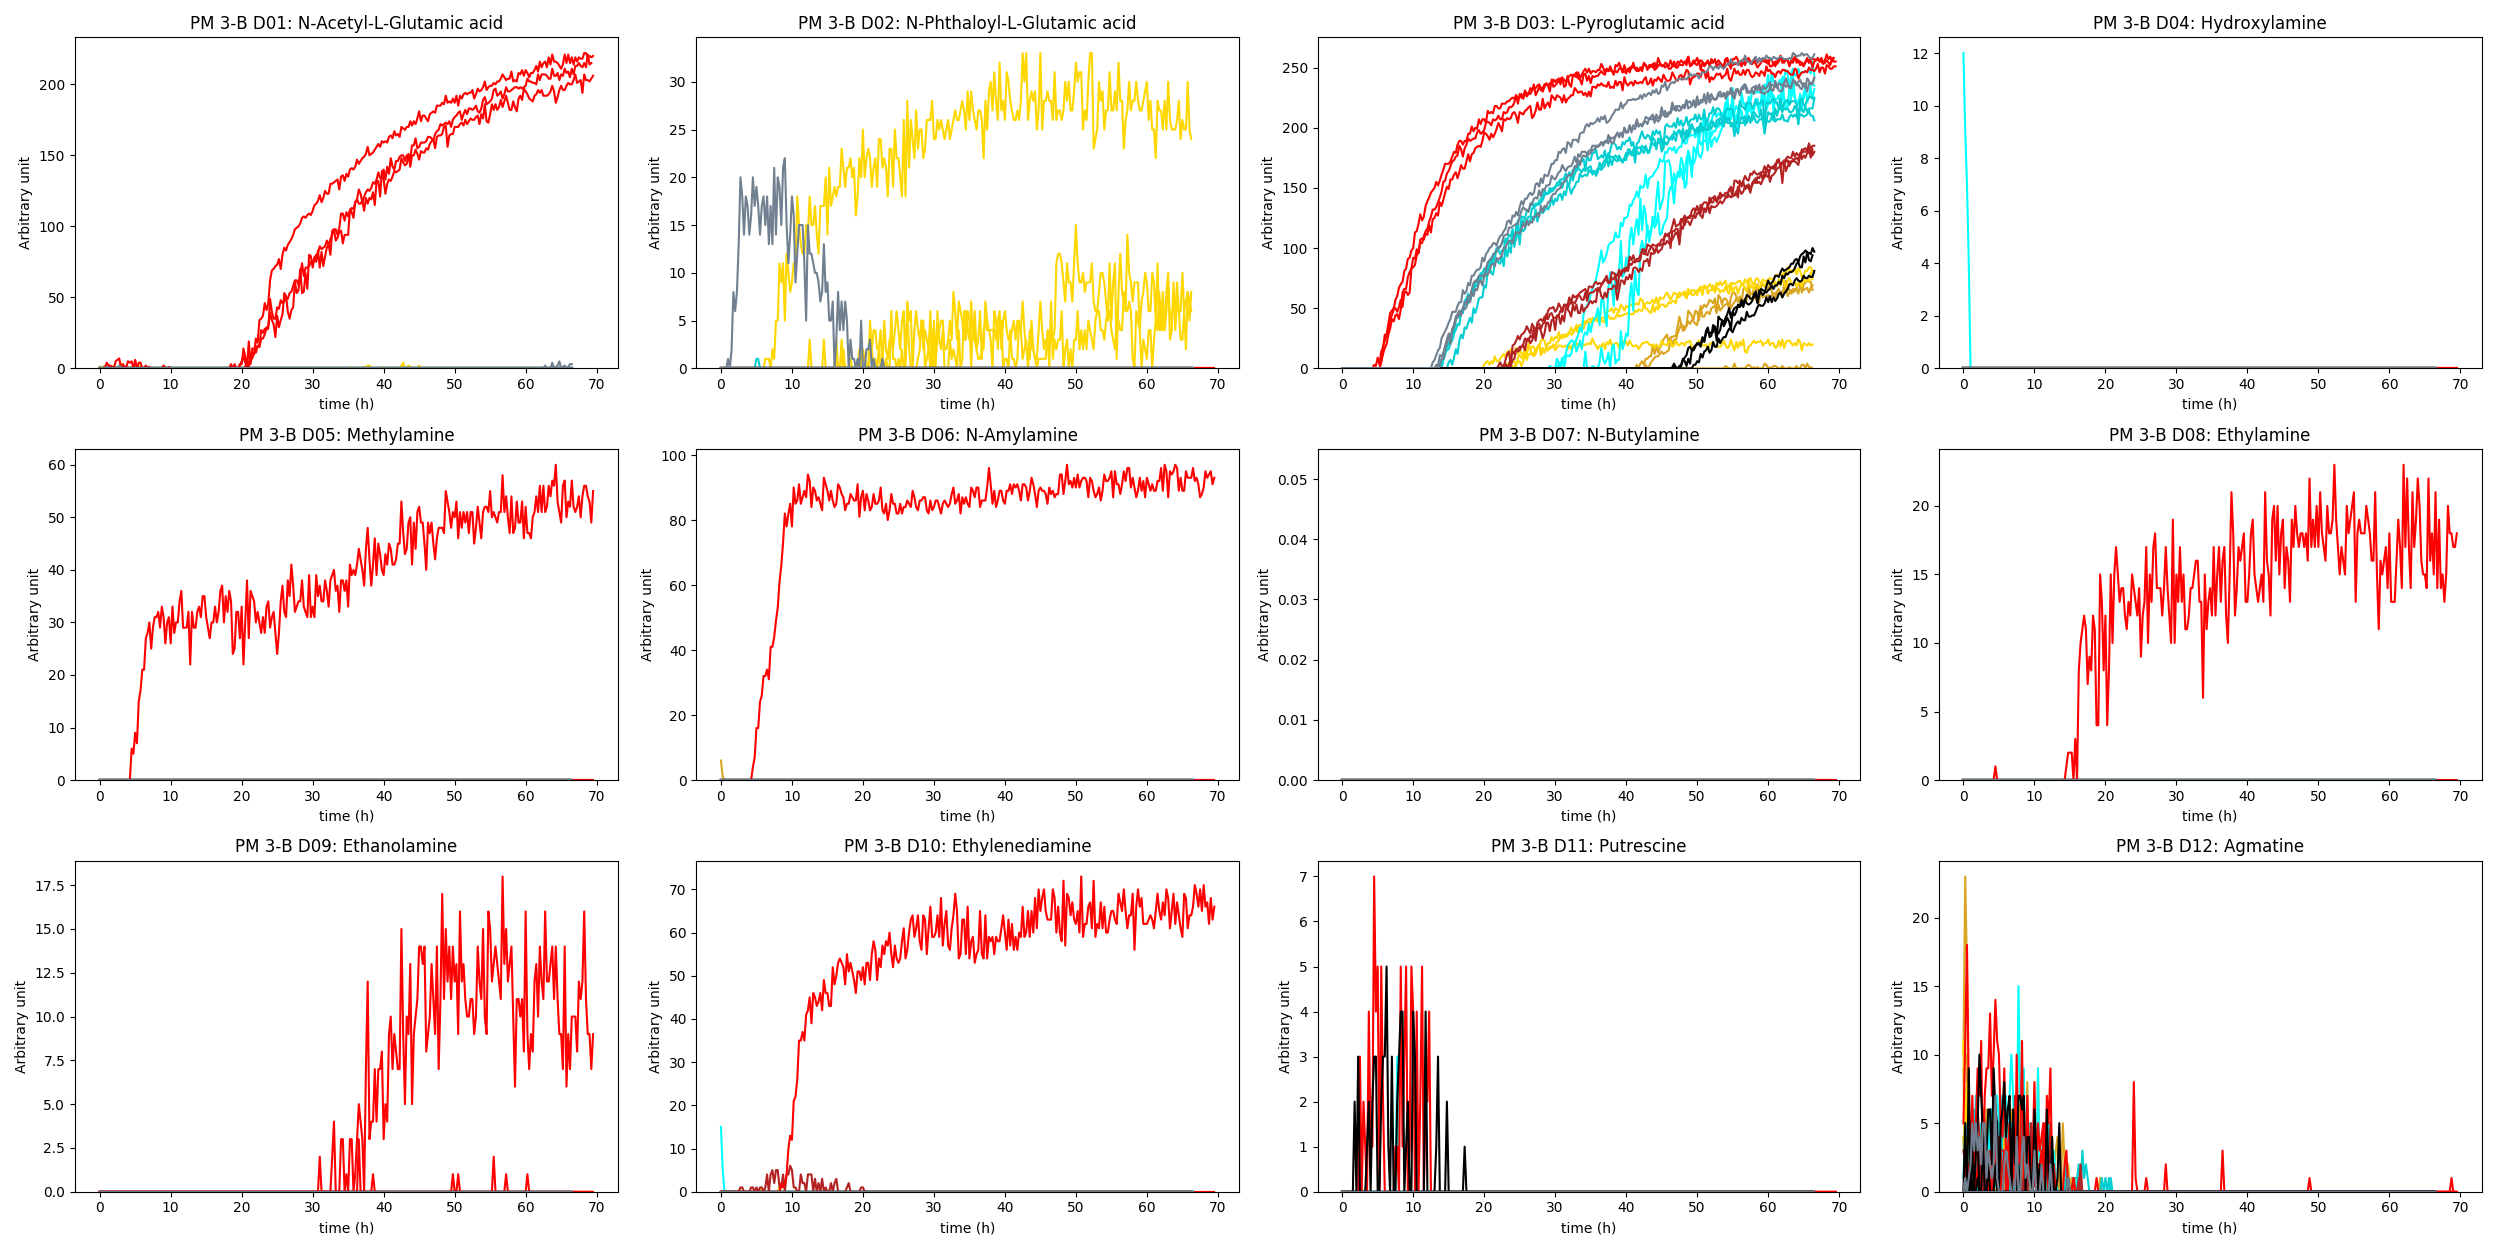 PM 3-B D01: N-Acetyl-L-Glutamic acid
Arbitrary unit
200
150
100
50
0
0 10 20 30 40 50 60 70
time (h)
PM 3-B D02: N-Phthaloyl-L-Glutamic acid
Arbitrary unit
30
25
20
15
10
5
0
0 10 20 30 40 50 60 70
time (h)
PM 3-B D03: L-Pyroglutamic acid
Arbitrary unit
250
200
150
100
50
0
0 10 20 30 40 50 60 70
time (h)
PM 3-B D04: Hydroxylamine
Arbitrary unit
12
10
8
6
4
2
0
0 10 20 30 40 50 60 70
time (h)
PM 3-B D05: Methylamine
Arbitrary unit
60
50
40
30
20
10
0
0 10 20 30 40 50 60 70
time (h)
PM 3-B D06: N-Amylamine
Arbitrary unit
100
80
60
40
20
0
0 10 20 30 40 50 60 70
time (h)
PM 3-B D07: N-Butylamine
Arbitrary unit
0.05
0.04
0.03
0.02
0.01
0.00
0 10 20 30 40 50 60 70
time (h)
PM 3-B D08: Ethylamine
Arbitrary unit
20
15
10
5
0
0 10 20 30 40 50 60 70
time (h)
PM 3-B D09: Ethanolamine
Arbitrary unit
17.5
15.0
12.5
10.0
7.5
5.0
2.5
0.0
0 10 20 30 40 50 60 70
time (h)
PM 3-B D10: Ethylenediamine
Arbitrary unit
70
60
50
40
30
20
10
0
0 10 20 30 40 50 60 70
time (h)
PM 3-B D11: Putrescine
Arbitrary unit
7
6
5
4
3
2
1
0
0 10 20 30 40 50 60 70
time (h)
PM 3-B D12: Agmatine
Arbitrary unit
20
15
10
5
0
0 10 20 30 40 50 60 70
time (h)